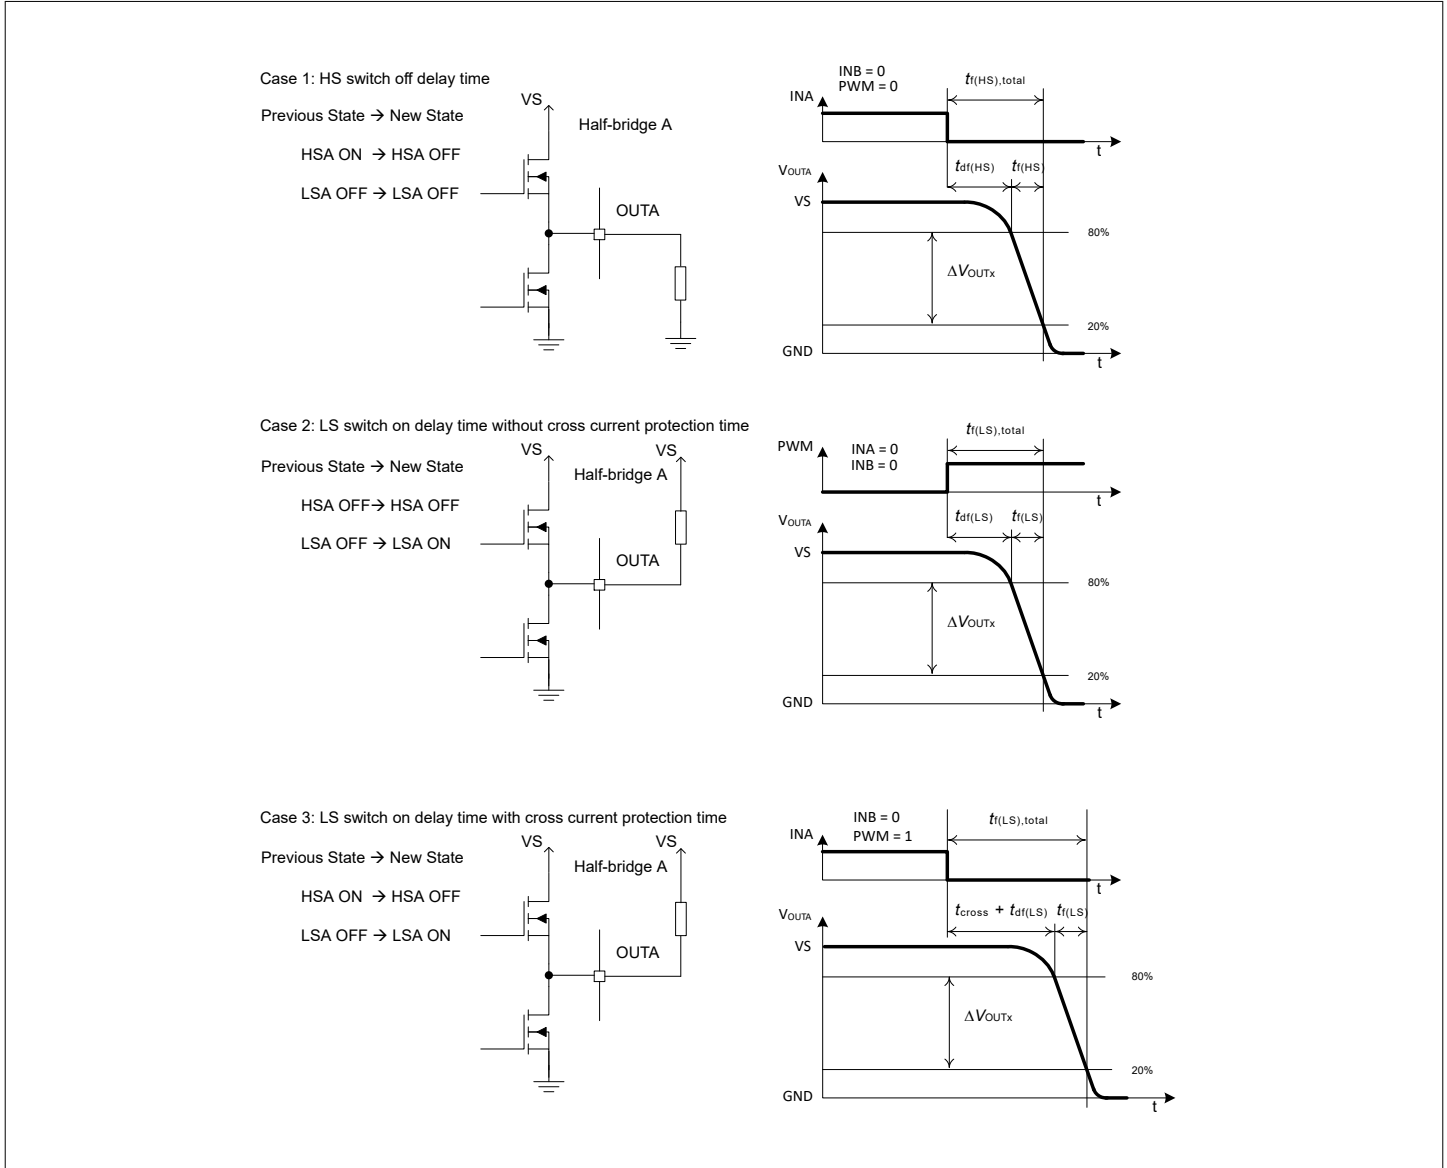 Case 1: HS switch off delay time
Previous State → New State
HSA ON → HSA OFF
LSA OFF → LSA OFF
VS
Half-bridge A
OUTA
INB = 0
PWM = 0
INA
tf(HS),total
t
VOUTA
tdf(HS)
tf(HS)
VS
80%
ΔVOUTx
20%
GND
t
Case 2: LS switch on delay time without cross current protection time
Previous State → New State
HSA OFF→ HSA OFF
LSA OFF → LSA ON
VS
VS
Half-bridge A
OUTA
PWM
INA = 0
INB = 0
tf(LS),total
t
VOUTA
tdf(LS)
tf(LS)
VS
80%
ΔVOUTx
20%
GND
t
Case 3: LS switch on delay time with cross current protection time
Previous State → New State
HSA ON → HSA OFF
LSA OFF → LSA ON
VS
VS
Half-bridge A
OUTA
INB = 0
PWM = 1
INA
tf(LS),total
t
VOUTA
tcross + tdf(LS)
tf(LS)
VS
80%
ΔVOUTx
20%
GND
t